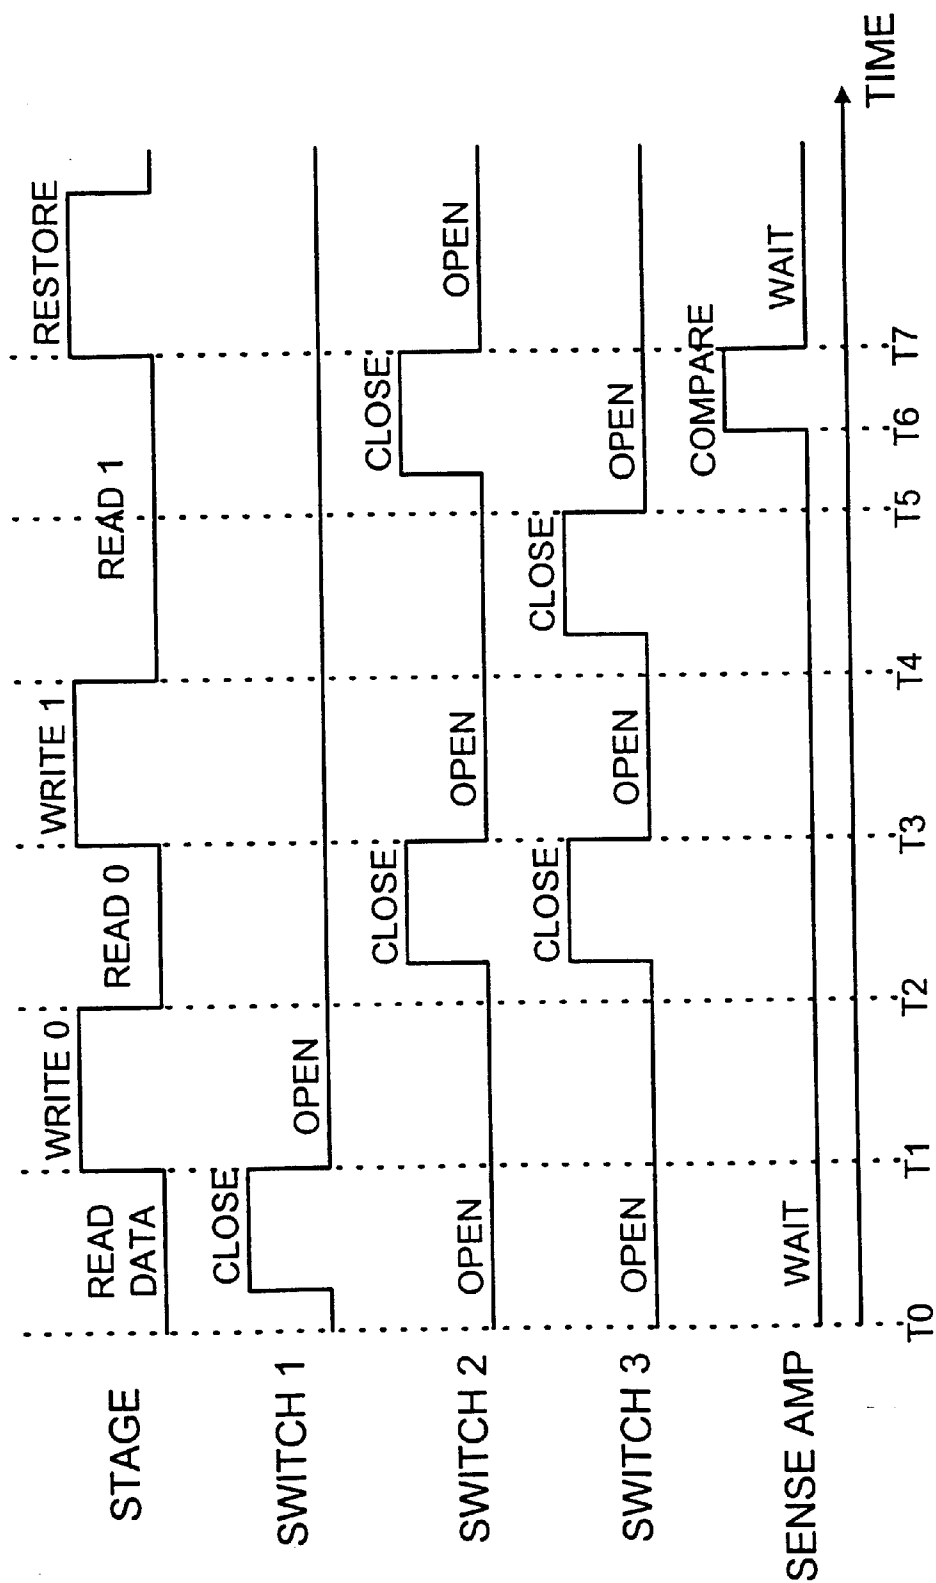 STAGE
READ
DATA
WRITE 0
READ 0
WRITE 1
READ 1
RESTORE
SWITCH 1
CLOSE
OPEN
SWITCH 2
OPEN
CLOSE
OPEN
CLOSE
OPEN
SWITCH 3
OPEN
CLOSE
OPEN
CLOSE
OPEN
SENSE AMP
WAIT
COMPARE
WAIT
T0
T1
T2
T3
T4
T5
T6
T7
TIME